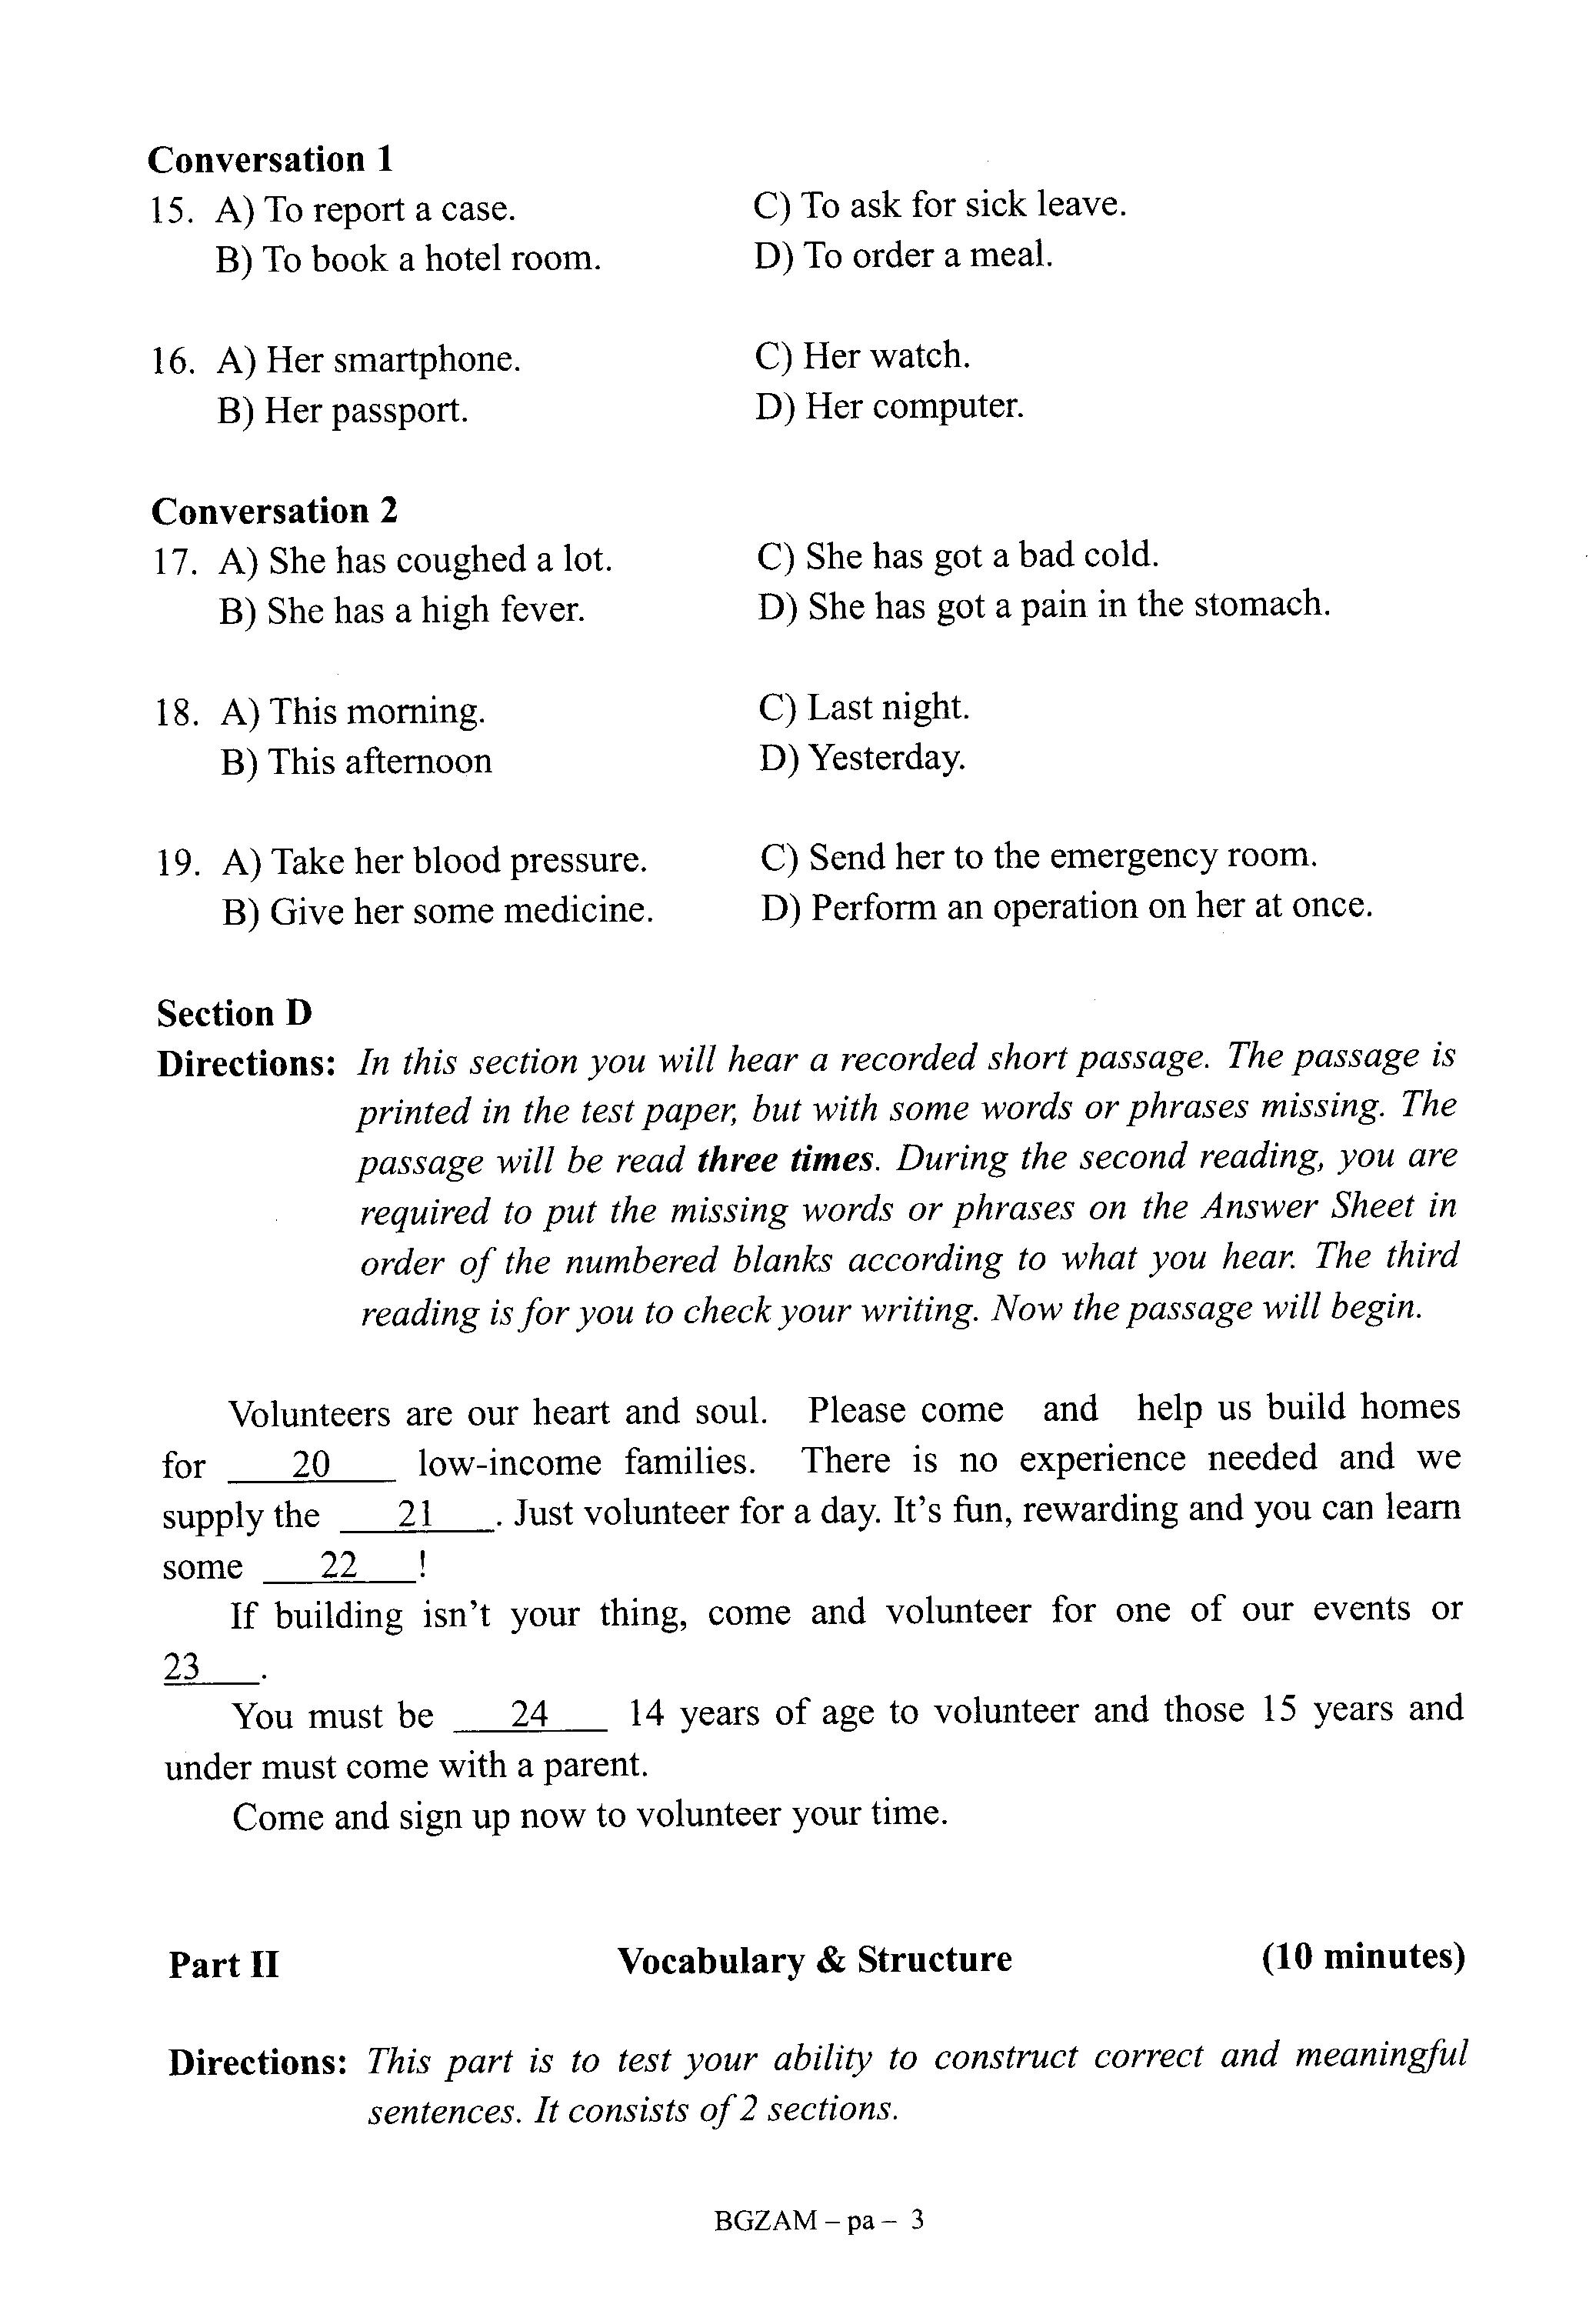 Conversation 1
15. A) To report a case. C) To ask for sick leave.
B) To book a hotel room. D) To order a meal.
16. A) Her smartphone. C) Her watch.
B) Her passport. D) Her computer.
Conversation 2
17. A) She has coughed a lot. C) She has got a bad cold.
B) She has a high fever. D) She has got a pain in the stomach.
18. A) This morning. C) Last night.
B) This afternoon D) Yesterday.
19. A) Take her blood pressure. C) Send her to the emergency room.
B) Give her some medicine. D) Perform an operation on her at once.
Section D
Directions: In this section you will hear a recorded short passage. The passage is
printed in the test paper, but with some words or phrases missing. The
passage will be read three times. During the second reading, you are
required to put the missing words or phrases on the Answer Sheet in
order of the numbered blanks according to what you hear. The third
reading is for you to check your writing. Now the passage will begin.
Volunteers are our heart and soul. Please come and help us build homes
for ___20___ low-income families. There is no experience needed and we
supply the ___21___. Just volunteer for a day. It's fun, rewarding and you can learn
some ___22___!
If building isn't your thing, come and volunteer for one of our events or
23___.
You must be ___24___ 14 years of age to volunteer and those 15 years and
under must come with a parent.
Come and sign up now to volunteer your time.
Part II Vocabulary & Structure (10 minutes)
Directions: This part is to test your ability to construct correct and meaningful
sentences. It consists of 2 sections.
BGZAM – pa – 3